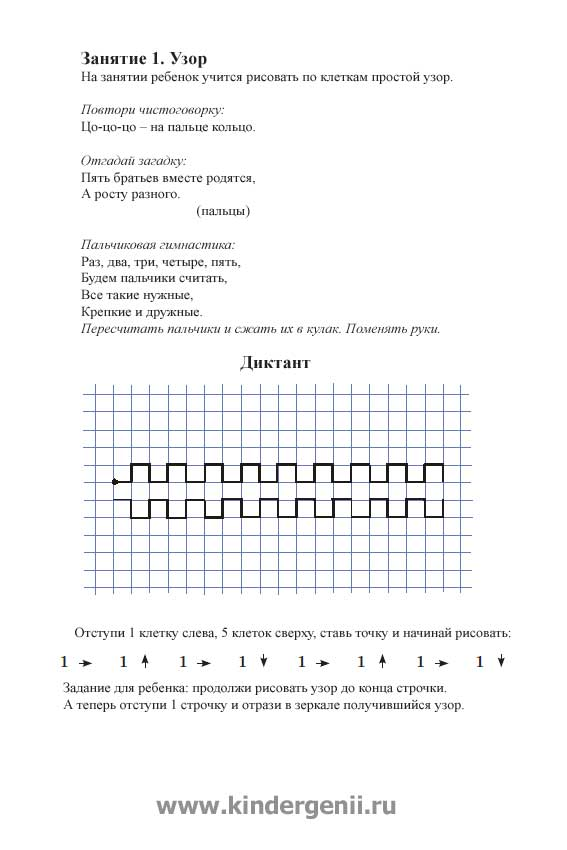 Занятие 1. Узор
На занятии ребенок учится рисовать по клеткам простой узор.
Повтори чистоговорку:
Цо-цо-цо – на пальце кольцо.
Отгадай загадку:
Пять братьев вместе родятся,
А росту разного.
(пальцы)
Пальчиковая гимнастика:
Раз, два, три, четыре, пять,
Будем пальчики считать,
Все такие нужные,
Крепкие и дружные.
Пересчитать пальчики и сжать их в кулак. Поменять руки.
Диктант
Отступи 1 клетку слева, 5 клеток сверху, ставь точку и начинай рисовать:
1 → 1 ↑ 1 → 1 ↓ 1 → 1 ↑ 1 → 1 ↓
Задание для ребенка: продолжи рисовать узор до конца строчки.
А теперь отступи 1 строчку и отрази в зеркале получившийся узор.
www.kindergenii.ru